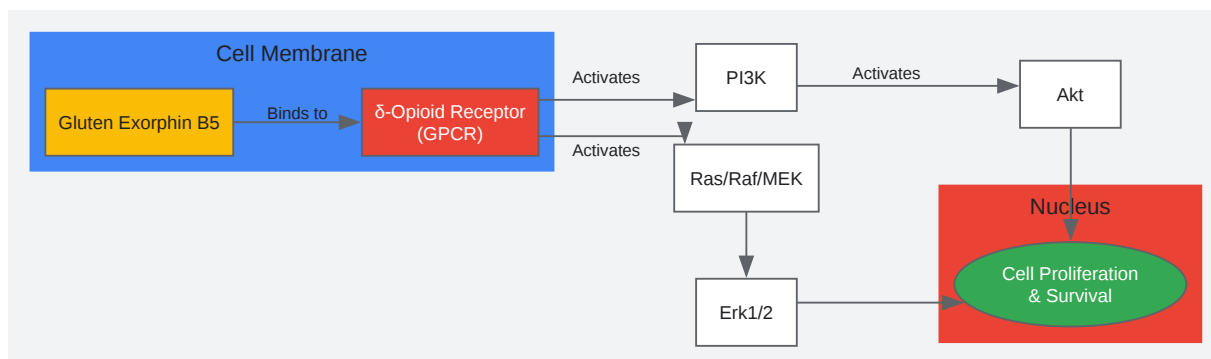 Cell Membrane
Gluten Exorphin B5
Binds to
δ-Opioid Receptor
(GPCR)
Activates
Activates
PI3K
Activates
Akt
Ras/Raf/MEK
Erk1/2
Nucleus
Cell Proliferation
& Survival